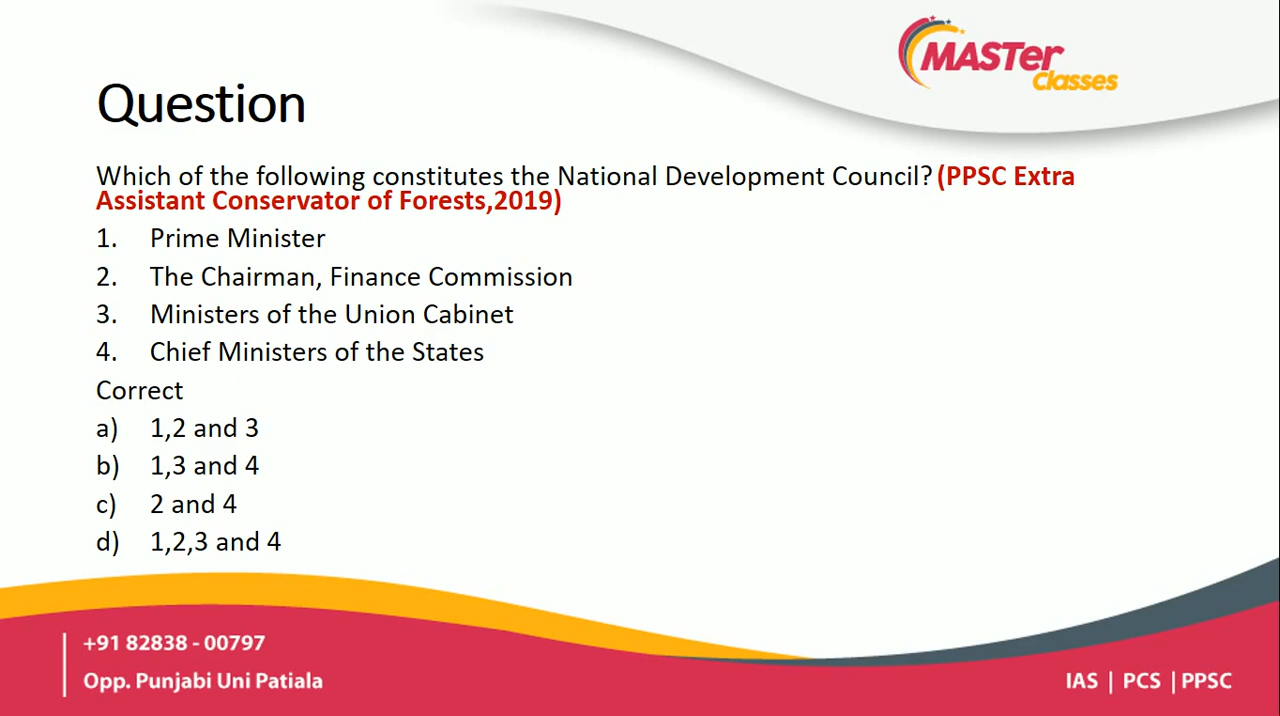 MASTer
Classes
Question
Which of the following constitutes the National Development Council? (PPSC Extra
Assistant Conservator of Forests,2019)
1. Prime Minister
2. The Chairman, Finance Commission
3. Ministers of the Union Cabinet
4. Chief Ministers of the States
Correct
a) 1,2 and 3
b) 1,3 and 4
c) 2 and 4
d) 1,2,3 and 4
+91 82838 - 00797
Opp. Punjabi Uni Patiala
IAS | PCS | PPSC